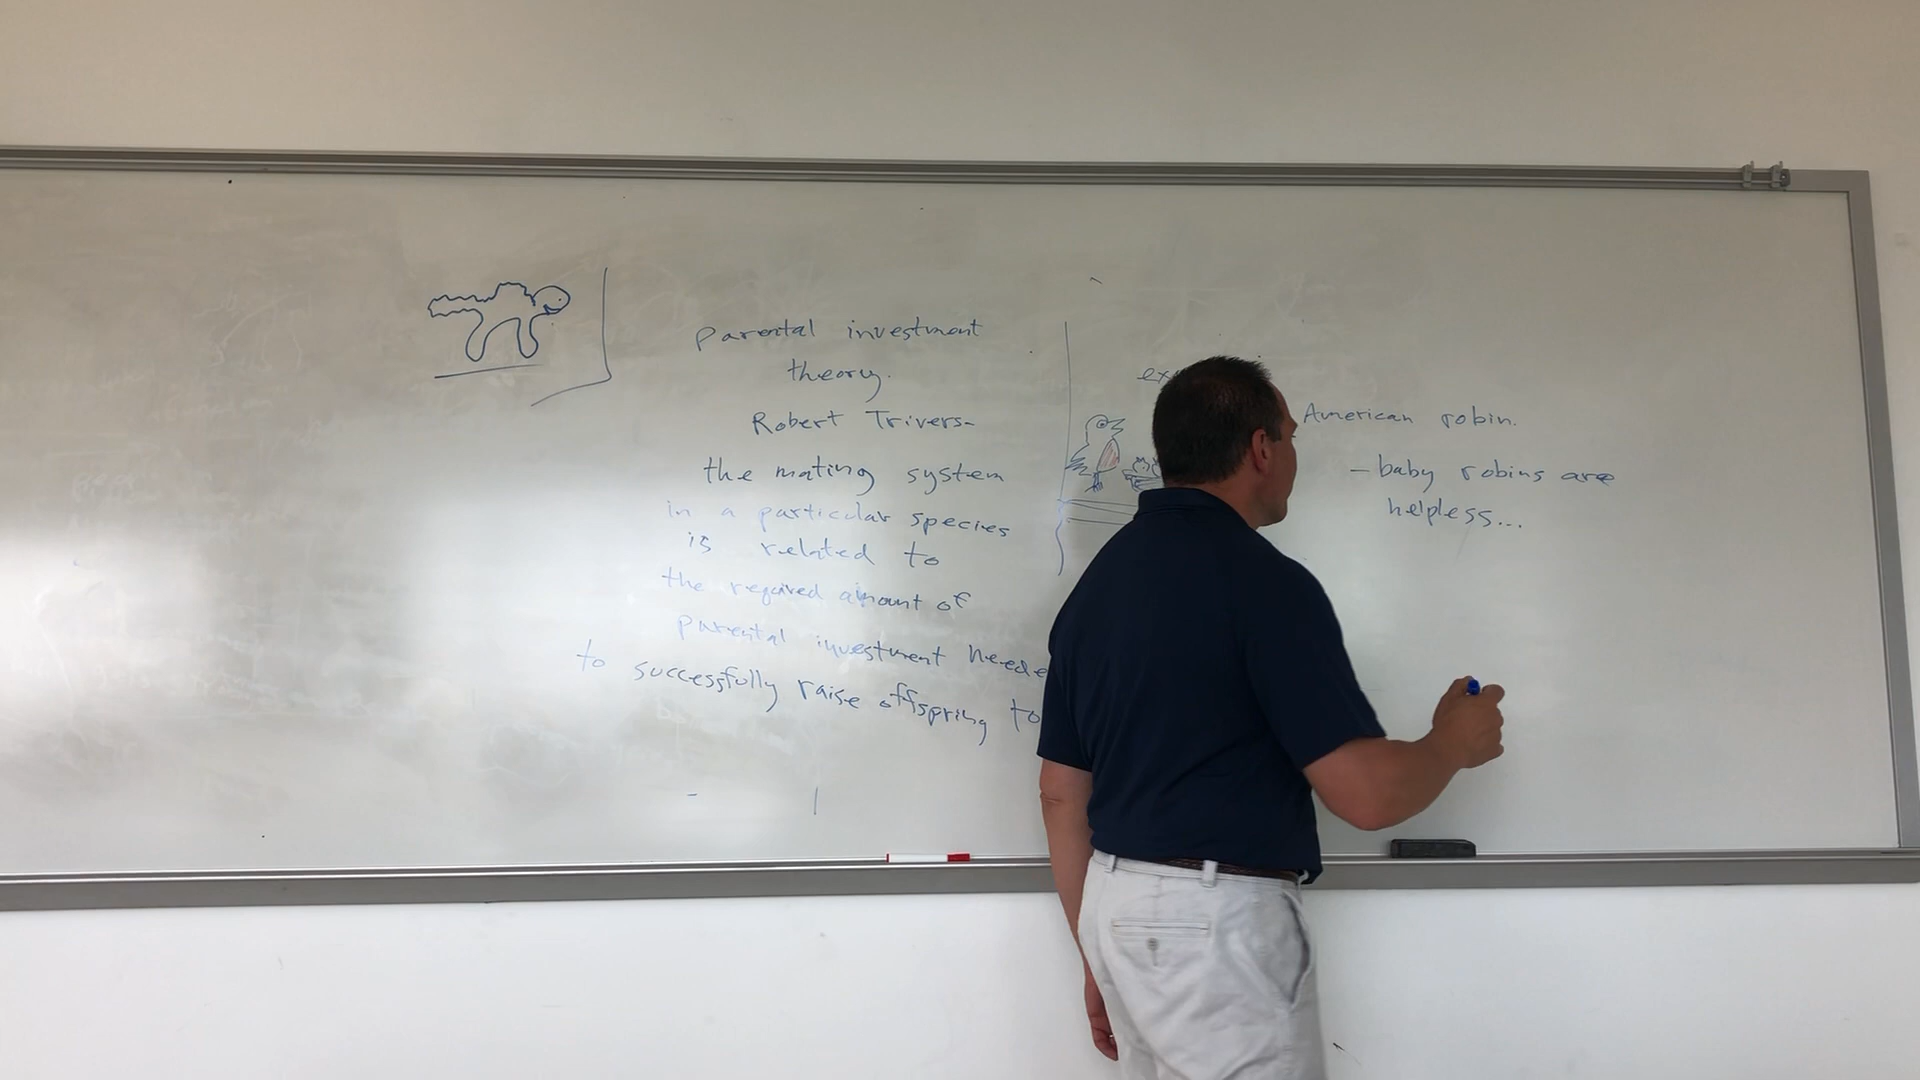 parental investment
theory.
Robert Trivers-
the mating system
in a particular species
is related to
the required amount of
parental investment neede
to successfully raise offspring to
ex
American robin.
- baby robins are
helpless...